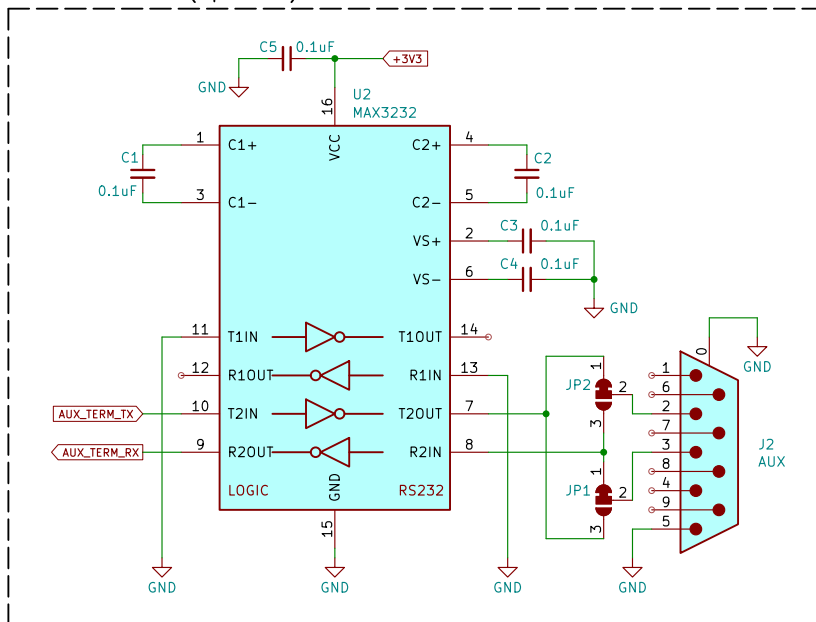 C5 0.1uF
+3V3
GND
U2
MAX3232
16
VCC
1 C1+
C2+ 4
C1
0.1uF
C2
0.1uF
3 C1-
C2- 5
VS+ 2
C3 0.1uF
VS- 6
C4 0.1uF
GND
11 T1IN
T1OUT 14
12 R1OUT
R1IN 13
AUX_TERM_TX
10 T2IN
T2OUT 7
AUX_TERM_RX
9 R2OUT
R2IN 8
LOGIC
GND
RS232
15
JP2
1
2
3
JP1
1
2
3
0
GND
1
6
2
7
3
8
4
9
5
J2
AUX
GND
GND
GND
GND